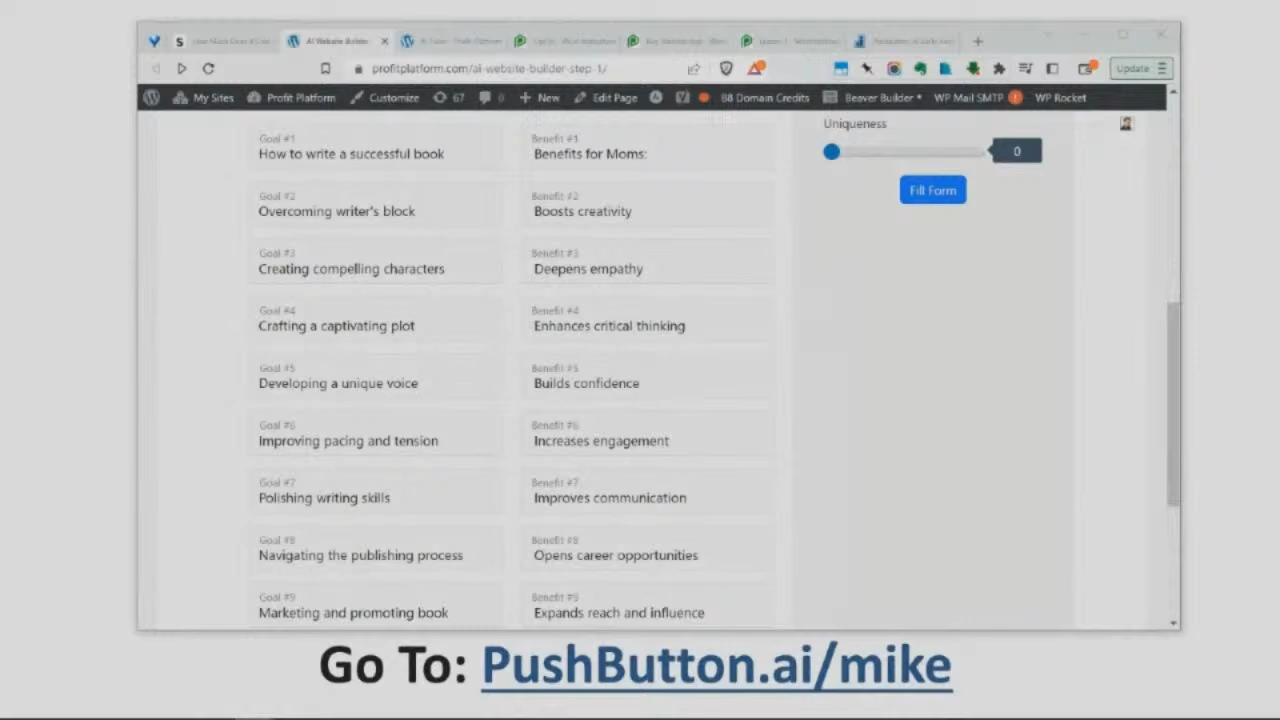 AI Website Builder
profitplatform.com/ai-website-builder-step-1/
Update
My Sites
Profit Platform
Customize
67
0
New
Edit Page
88 Domain Credits
Beaver Builder
WP Mail SMTP
!
WP Rocket
Goal #1
How to write a successful book
Goal #2
Overcoming writer's block
Goal #3
Creating compelling characters
Goal #4
Crafting a captivating plot
Goal #5
Developing a unique voice
Goal #6
Improving pacing and tension
Goal #7
Polishing writing skills
Goal #8
Navigating the publishing process
Goal #9
Marketing and promoting book
Benefit #1
Benefits for Moms:
Benefit #2
Boosts creativity
Benefit #3
Deepens empathy
Benefit #4
Enhances critical thinking
Benefit #5
Builds confidence
Benefit #6
Increases engagement
Benefit #7
Improves communication
Benefit #8
Opens career opportunities
Benefit #9
Expands reach and influence
Uniqueness
0
Fill Form
Go To: PushButton.ai/mike